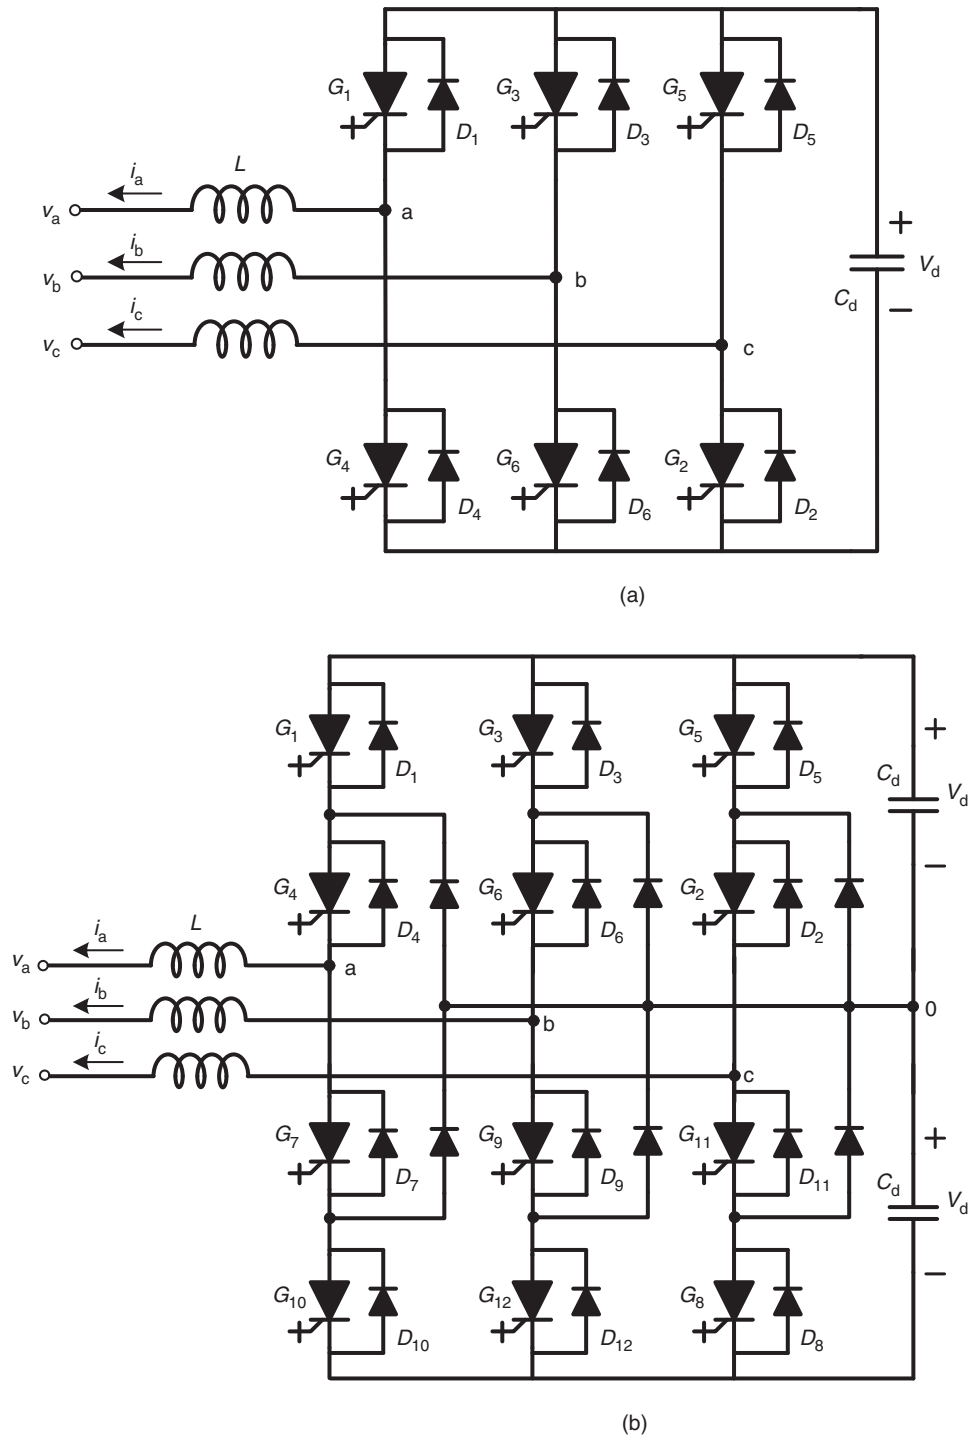 G1 G3 G5
D1 D3 D5
ia L
va a
ib
vb b
ic
vc c
+
Cd Vd
−
G4 G6 G2
D4 D6 D2
(a)
G1 G3 G5
D1 D3 D5
+
Cd Vd
−
G4 G6 G2
D4 D6 D2
ia L
va a
ib
vb b
0
ic
vc c
G7 G9 G11
D7 D9 D11
+
Cd Vd
−
G10 G12 G8
D10 D12 D8
(b)